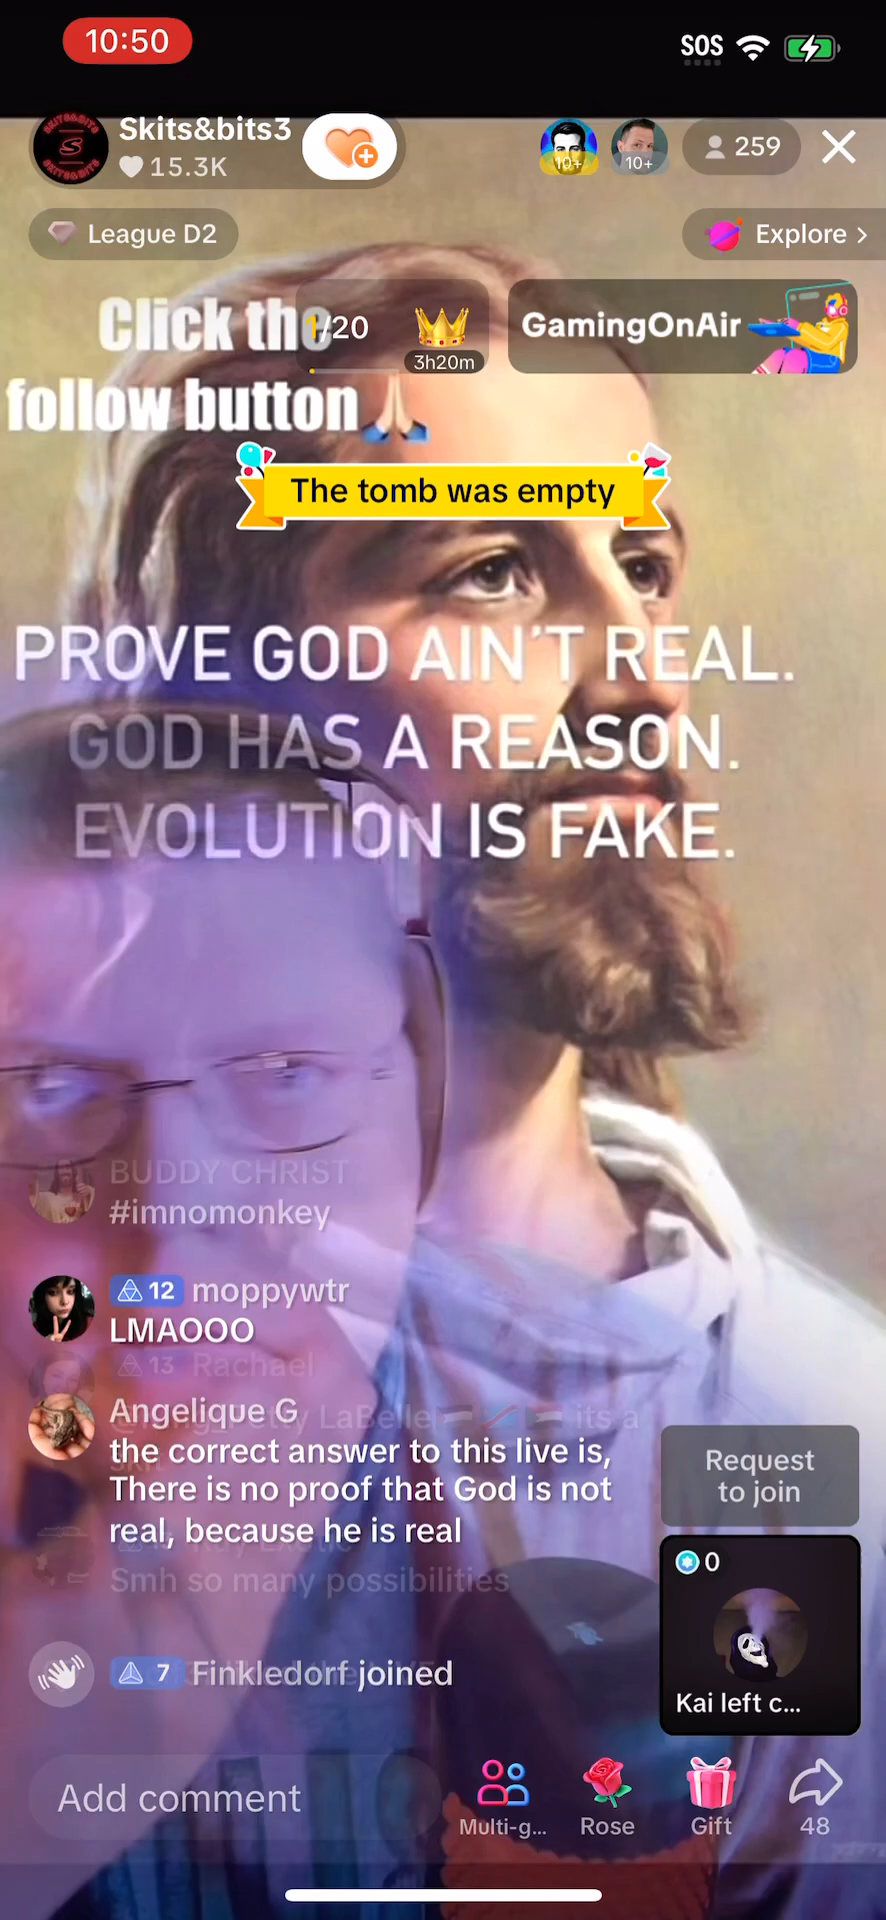 10:50
SOS
Skits&bits3
15.3K
10+
10+
259
League D2
Explore >
Click the
1/20
3h20m
GamingOnAir
follow button🙏🏻
The tomb was empty
PROVE GOD AIN'T REAL.
GOD HAS A REASON.
EVOLUTION IS FAKE.
BUDDY CHRIST
#imnomonkey
12 moppywtr
LMAOOO
13 Rachael
Angelique G
LaBelle
its a
the correct answer to this live is,
There is no proof that God is not
real, because he is real
Smh so many possibilities
7 Finkledorf joined
Request
to join
0
Kai left c...
Add comment
Multi-g...
Rose
Gift
48